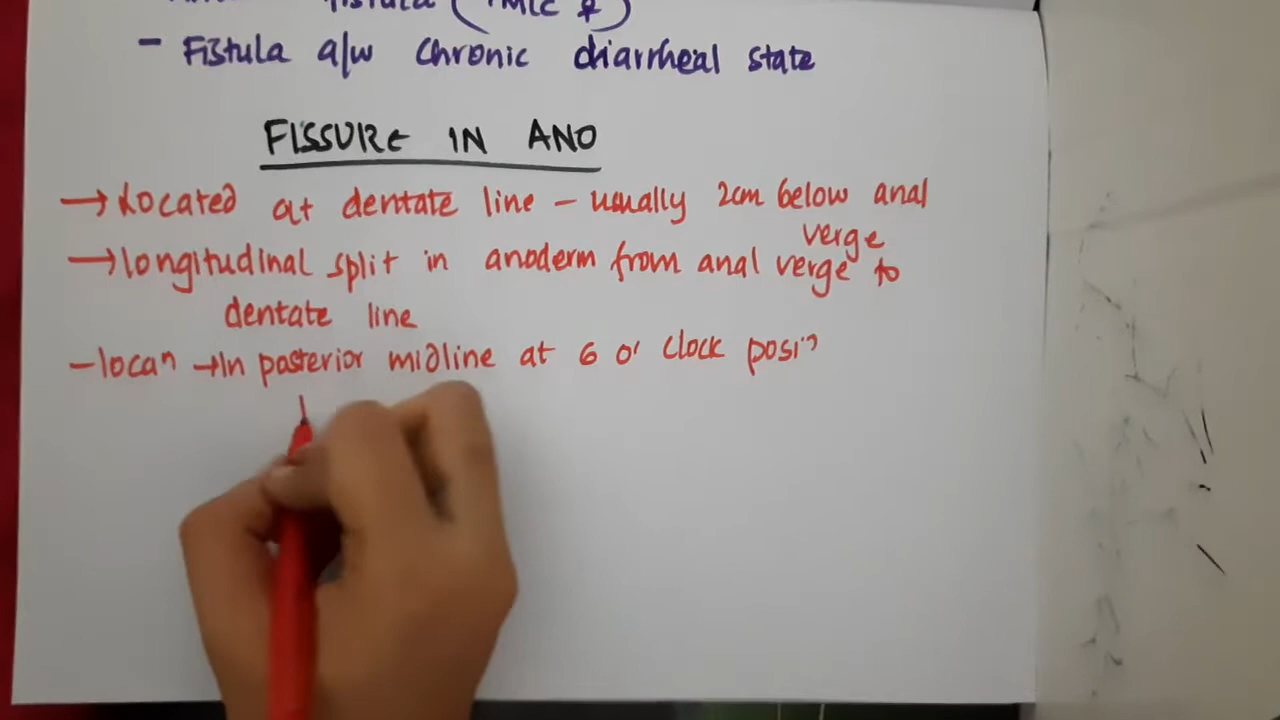 fistula (
- Fistula a/w chronic diarrheal state
FISSURE IN ANO
→ Located at dentate line - usually 2cm below anal
verge
→ longitudinal split in anoderm from anal verge to
dentate line
- locan → In posterior midline at 6 o' clock posi